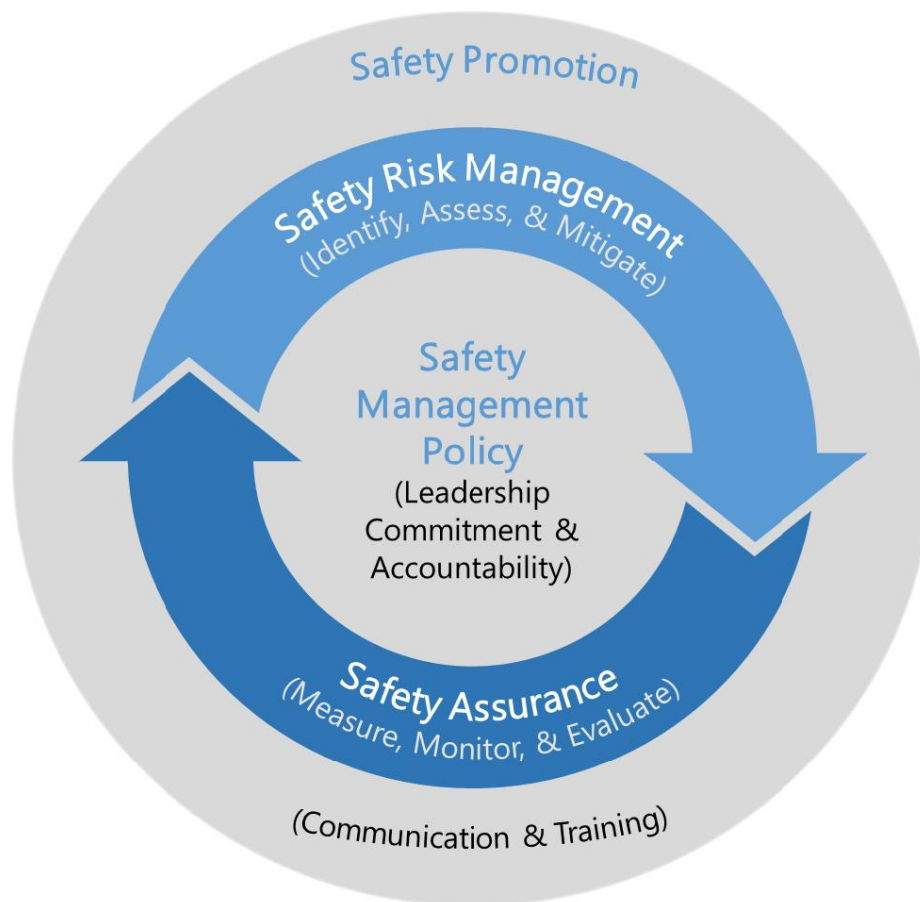 Safety Promotion
Safety Risk Management
(Identify, Assess, & Mitigate)
Safety
Management
Policy
(Leadership
Commitment &
Accountability)
Safety Assurance
(Measure, Monitor, & Evaluate)
(Communication & Training)